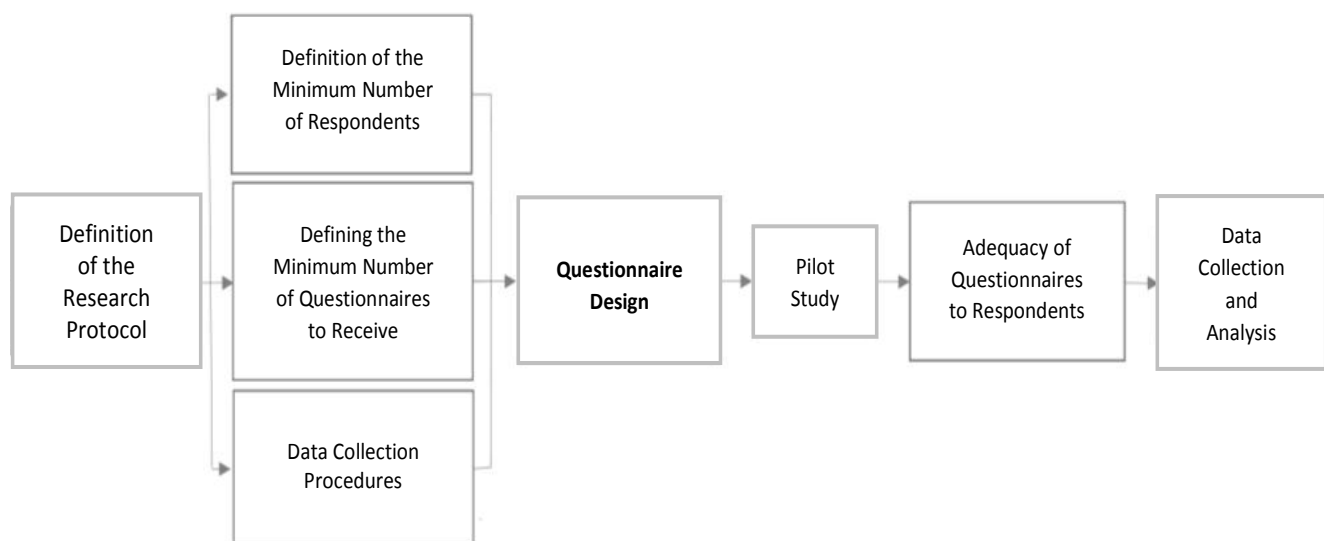 Definition
of the
Research
Protocol
Definition of the
Minimum Number
of Respondents
Defining the
Minimum Number
of Questionnaires
to Receive
Data Collection
Procedures
Questionnaire
Design
Pilot
Study
Adequacy of
Questionnaires
to Respondents
Data
Collection
and
Analysis